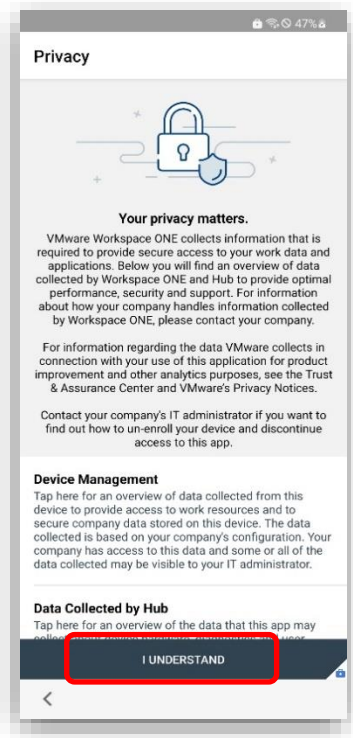 47%
Privacy
Your privacy matters.
VMware Workspace ONE collects information that is
required to provide secure access to your work data and
applications. Below you will find an overview of data
collected by Workspace ONE and Hub to provide optimal
performance, security and support. For information
about how your company handles information collected
by Workspace ONE, please contact your company.
For information regarding the data VMware collects in
connection with your use of this application for product
improvement and other analytics purposes, see the Trust
& Assurance Center and VMware's Privacy Notices.
Contact your company's IT administrator if you want to
find out how to un-enroll your device and discontinue
access to this app.
Device Management
Tap here for an overview of data collected from this
device to provide access to work resources and to
secure company data stored on this device. The data
collected is based on your company's configuration. Your
company has access to this data and some or all of the
data collected may be visible to your IT administrator.
Data Collected by Hub
Tap here for an overview of the data that this app may
I UNDERSTAND